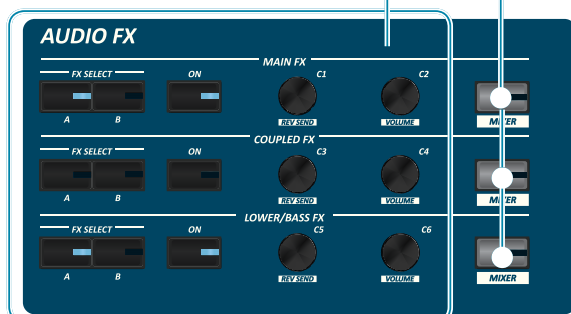 AUDIO FX
MAIN FX
FX SELECT ON C1 C2
A B REV SEND VOLUME MIXER
COUPLED FX
FX SELECT ON C3 C4
A B REV SEND VOLUME MIXER
LOWER/BASS FX
FX SELECT ON C5 C6
A B REV SEND VOLUME MIXER